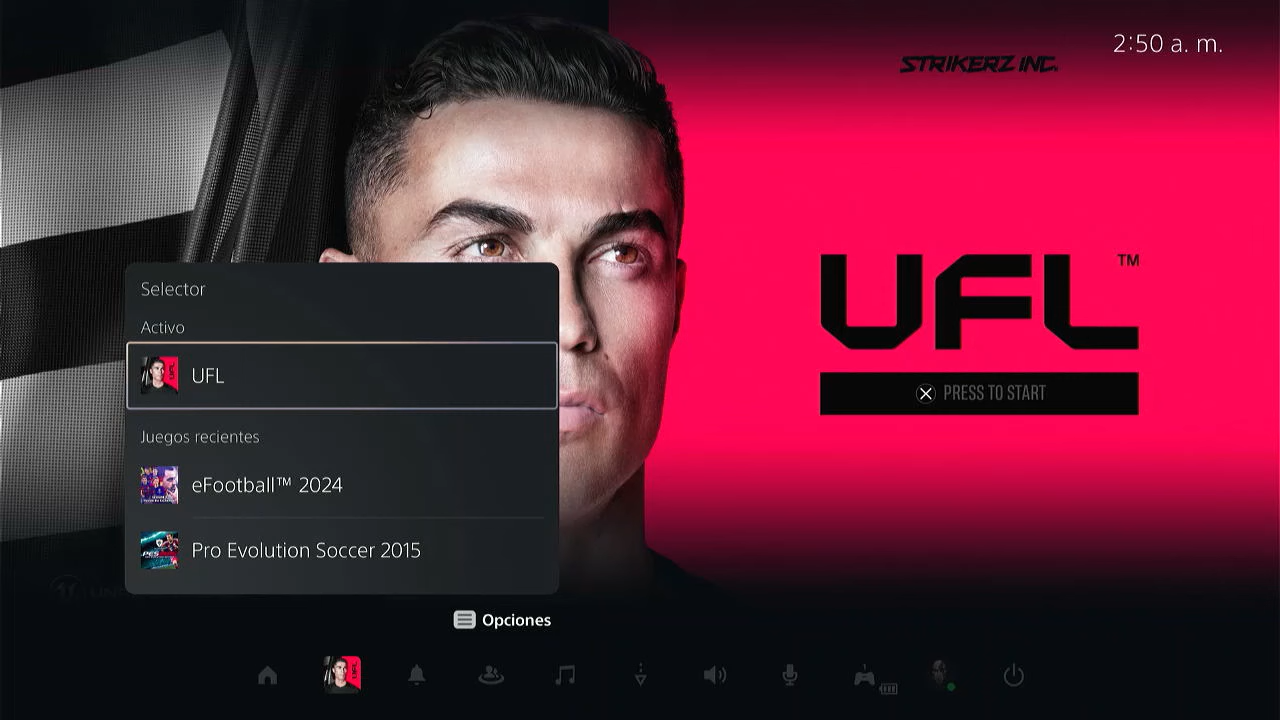 2:50 a. m.
STRIKERZ INC.
UFL™
PRESS TO START
Selector
Activo
UFL
Juegos recientes
eFootball™ 2024
Pro Evolution Soccer 2015
Opciones